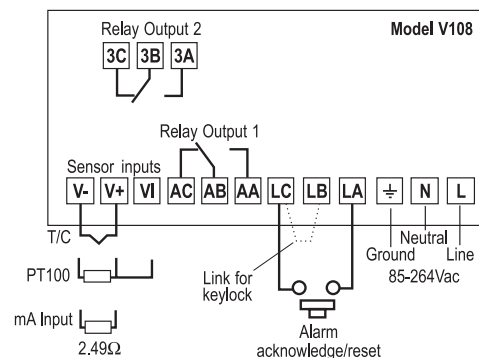 Relay Output 2
Model V108
3C 3B 3A
Relay Output 1
Sensor inputs
V- V+ VI AC AB AA LC LB LA N L
T/C
Neutral
Ground Line
85-264Vac
PT100
Link for
keylock
mA Input
2.49Ω
Alarm
acknowledge/reset